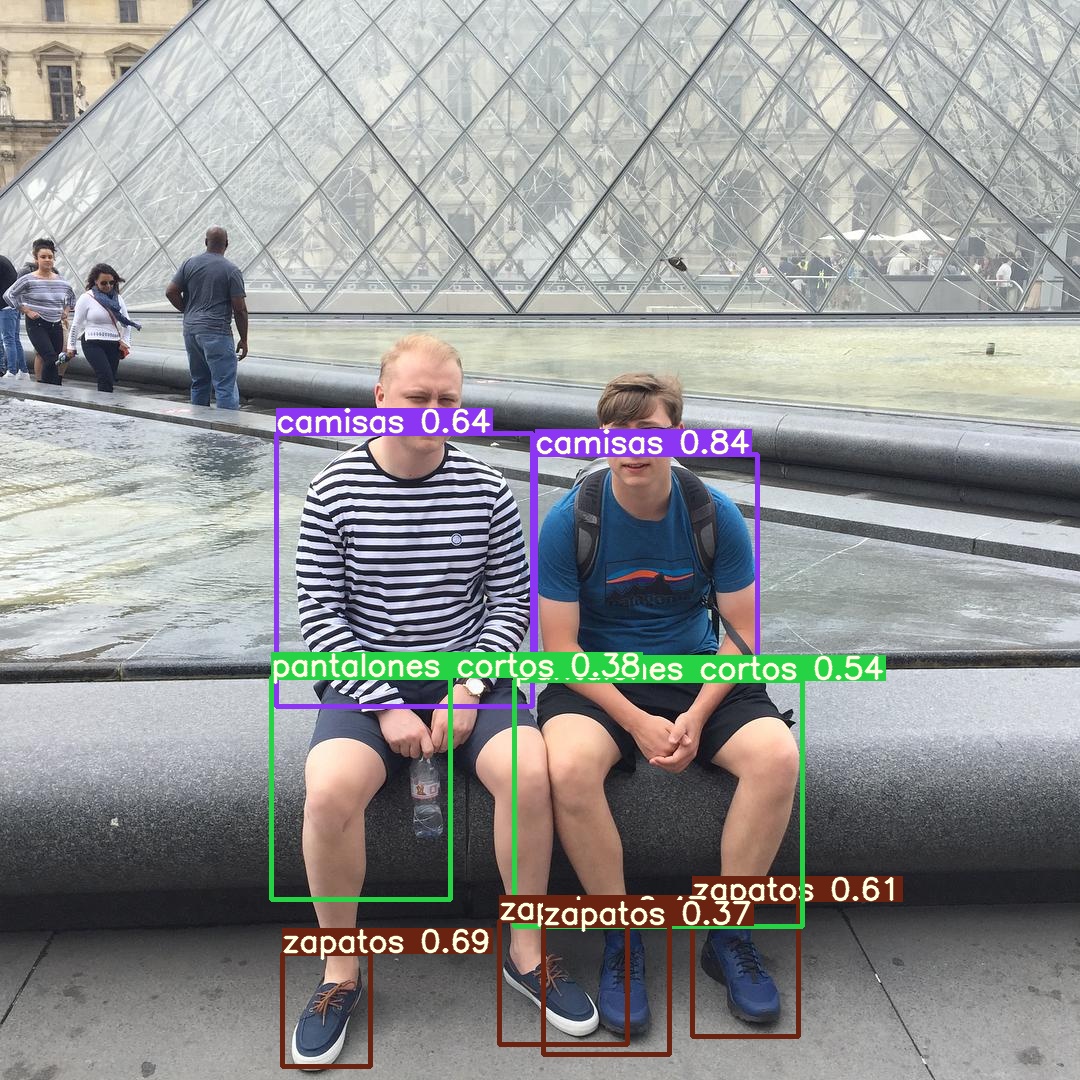 camisas 0.64
camisas 0.84
pantalones cortos 0.38
cortos 0.54
zapatos 0.61
zapatos 0.37
zapatos 0.69
patagonia